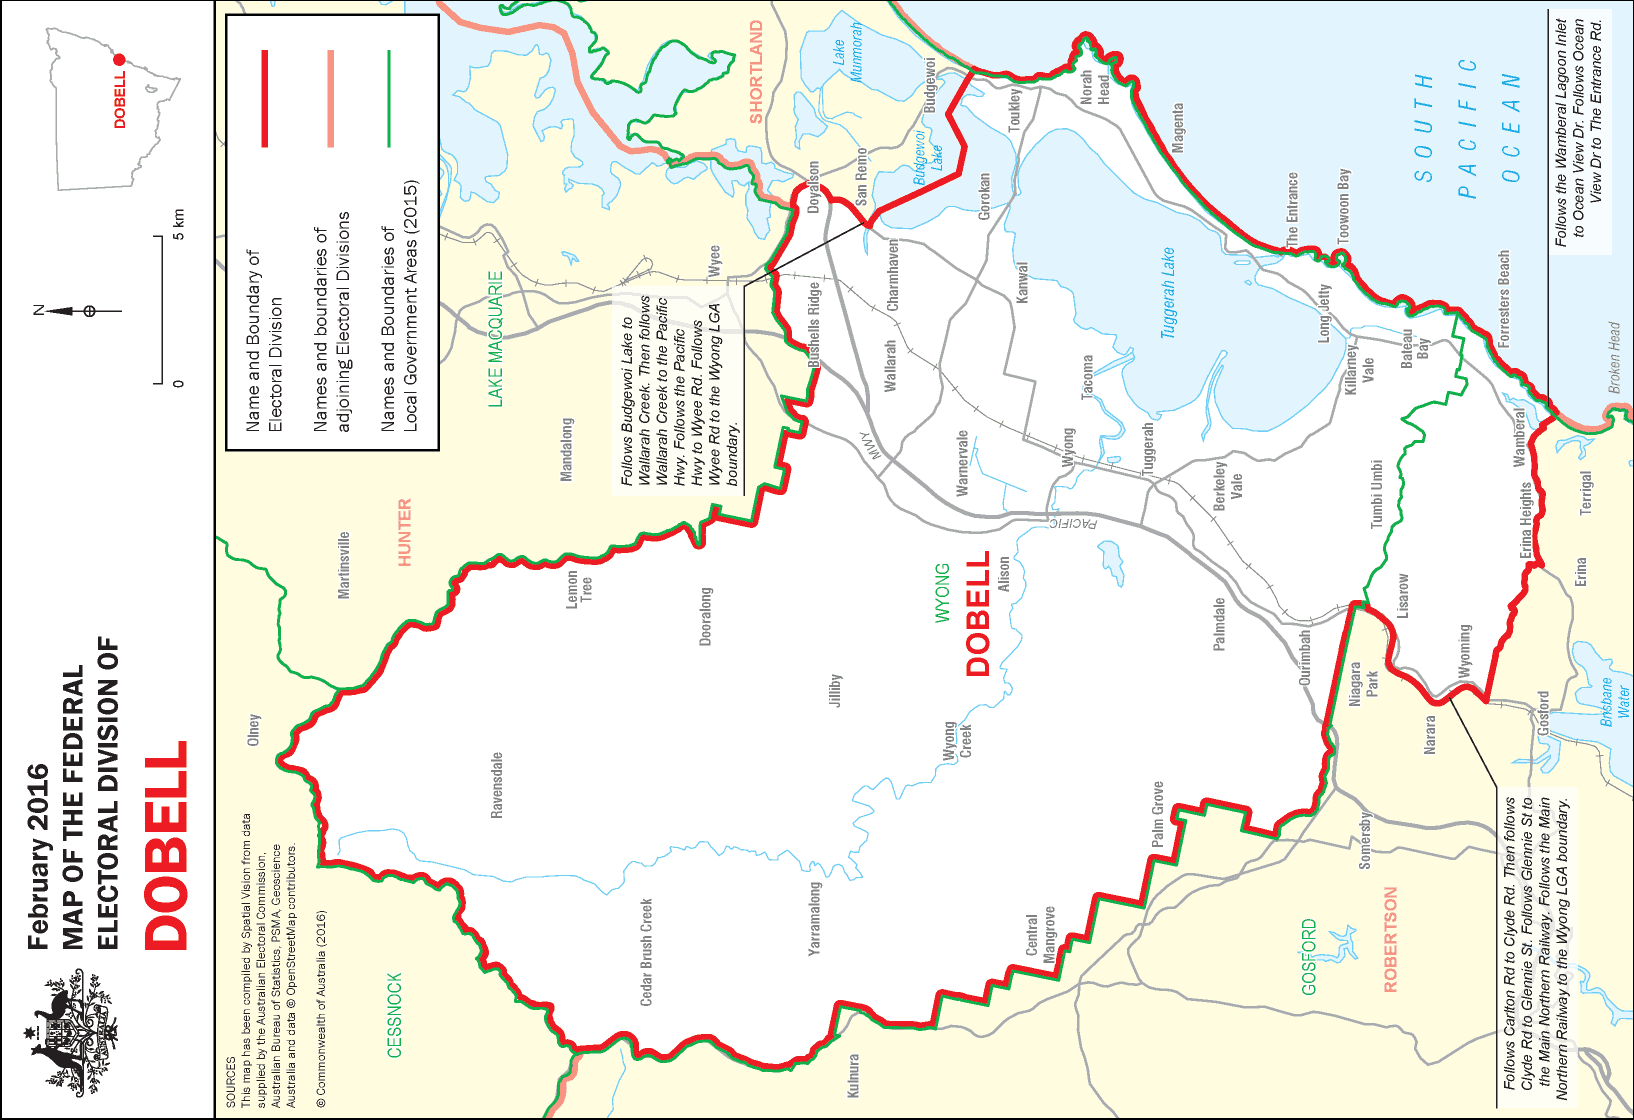 February 2016
MAP OF THE FEDERAL
ELECTORAL DIVISION OF
DOBELL
DOBELL
N
0
5 km
Name and Boundary of
Electoral Division
Names and boundaries of
adjoining Electoral Divisions
Names and Boundaries of
Local Government Areas (2015)
SOURCES
This map has been compiled by Spatial Vision from data
supplied by the Australian Electoral Commission,
Australian Bureau of Statistics, PSMA, Geoscience
Australia and data © OpenStreetMap contributors.
© Commonwealth of Australia (2016)
Olney
Martinsville
HUNTER
CESSNOCK
LAKE MACQUARIE
Mandalong
Ravensdale
Lemon
Tree
Cedar Brush Creek
Dooralong
Wyee
SHORTLAND
Follows Budgewoi Lake to
Wallarah Creek. Then follows
Wallarah Creek to the Pacific
Hwy. Follows the Pacific
Hwy to Wyee Rd. Follows
Wyee Rd to the Wyong LGA
boundary.
Lake
Munmorah
Doyalson
San Remo
Budgewoi
Budgewoi
Lake
Bushells Ridge
Charmhaven
Wallarah
Jilliby
Yarramalong
Kulnura
MWY
PACIFIC
Warnervale
WYONG
DOBELL
Alison
Wyong
Creek
Gorokan
Toukley
Kanwal
Norah
Head
Magenta
Tacoma
Wyong
Tuggerah
Tuggerah Lake
Central
Mangrove
Palm Grove
Palmdale
Berkeley
Vale
The Entrance
Toowoon Bay
Long Jetty
Killarney
Vale
Bateau
Bay
Forresters Beach
Tumbi Umbi
Ourimbah
Niagara
Park
Lisarow
Narara
Wyoming
Wamberal
Erina Heights
Terrigal
Erina
Broken Head
Gosford
Brisbane
Water
Somersby
GOSFORD
ROBERTSON
SOUTH
PACIFIC
OCEAN
Follows the Wamberal Lagoon Inlet
to Ocean View Dr. Follows Ocean
View Dr to The Entrance Rd.
Follows Carlton Rd to Clyde Rd. Then follows
Clyde Rd to Glennie St. Follows Glennie St to
the Main Northern Railway. Follows the Main
Northern Railway to the Wyong LGA boundary.